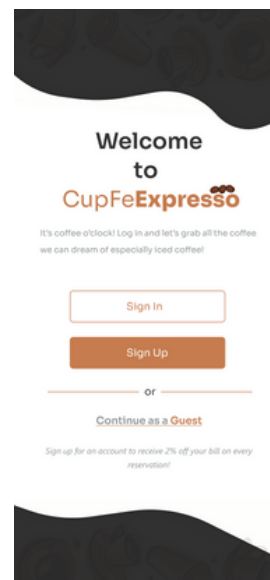 Welcome
to
CupFeExpresso
It's coffee o'clock! Log in and let's grab all the coffee
we can dream of especially Iced coffee!
Sign In
Sign Up
or
Continue as a Guest
Sign up for an account to receive 2% off your bill on every
reservation!